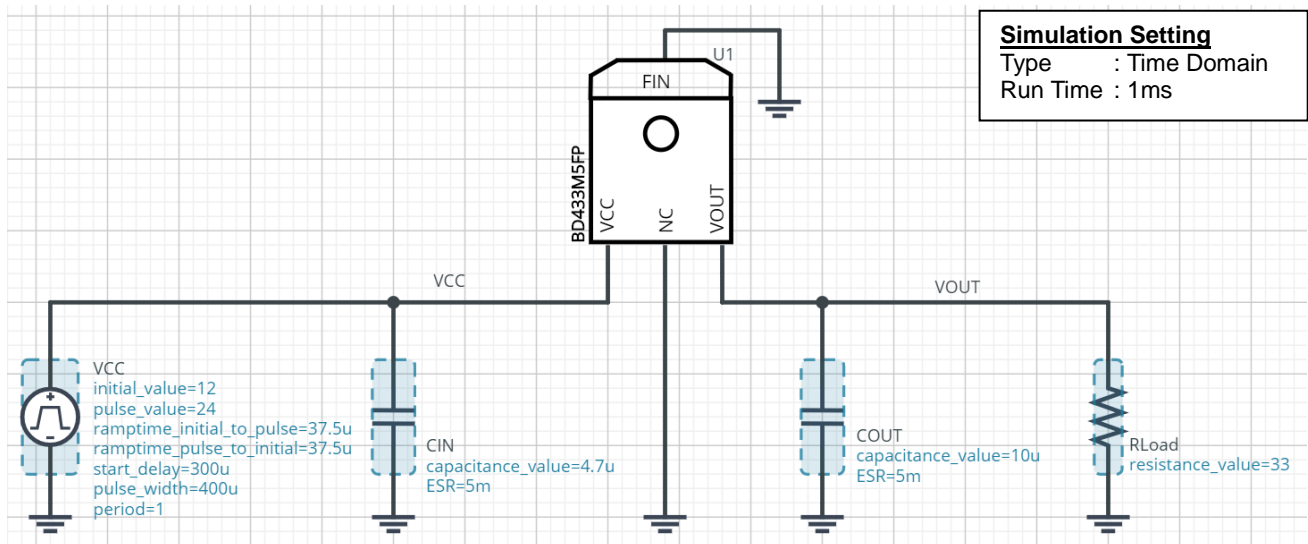 Simulation Setting
Type : Time Domain
Run Time : 1ms
U1
FIN
BD433M5FP
VCC
NC
VOUT
VCC
VOUT
VCC
initial_value=12
pulse_value=24
ramptime_initial_to_pulse=37.5u
ramptime_pulse_to_initial=37.5u
start_delay=300u
pulse_width=400u
period=1
CIN
capacitance_value=4.7u
ESR=5m
COUT
capacitance_value=10u
ESR=5m
RLoad
resistance_value=33